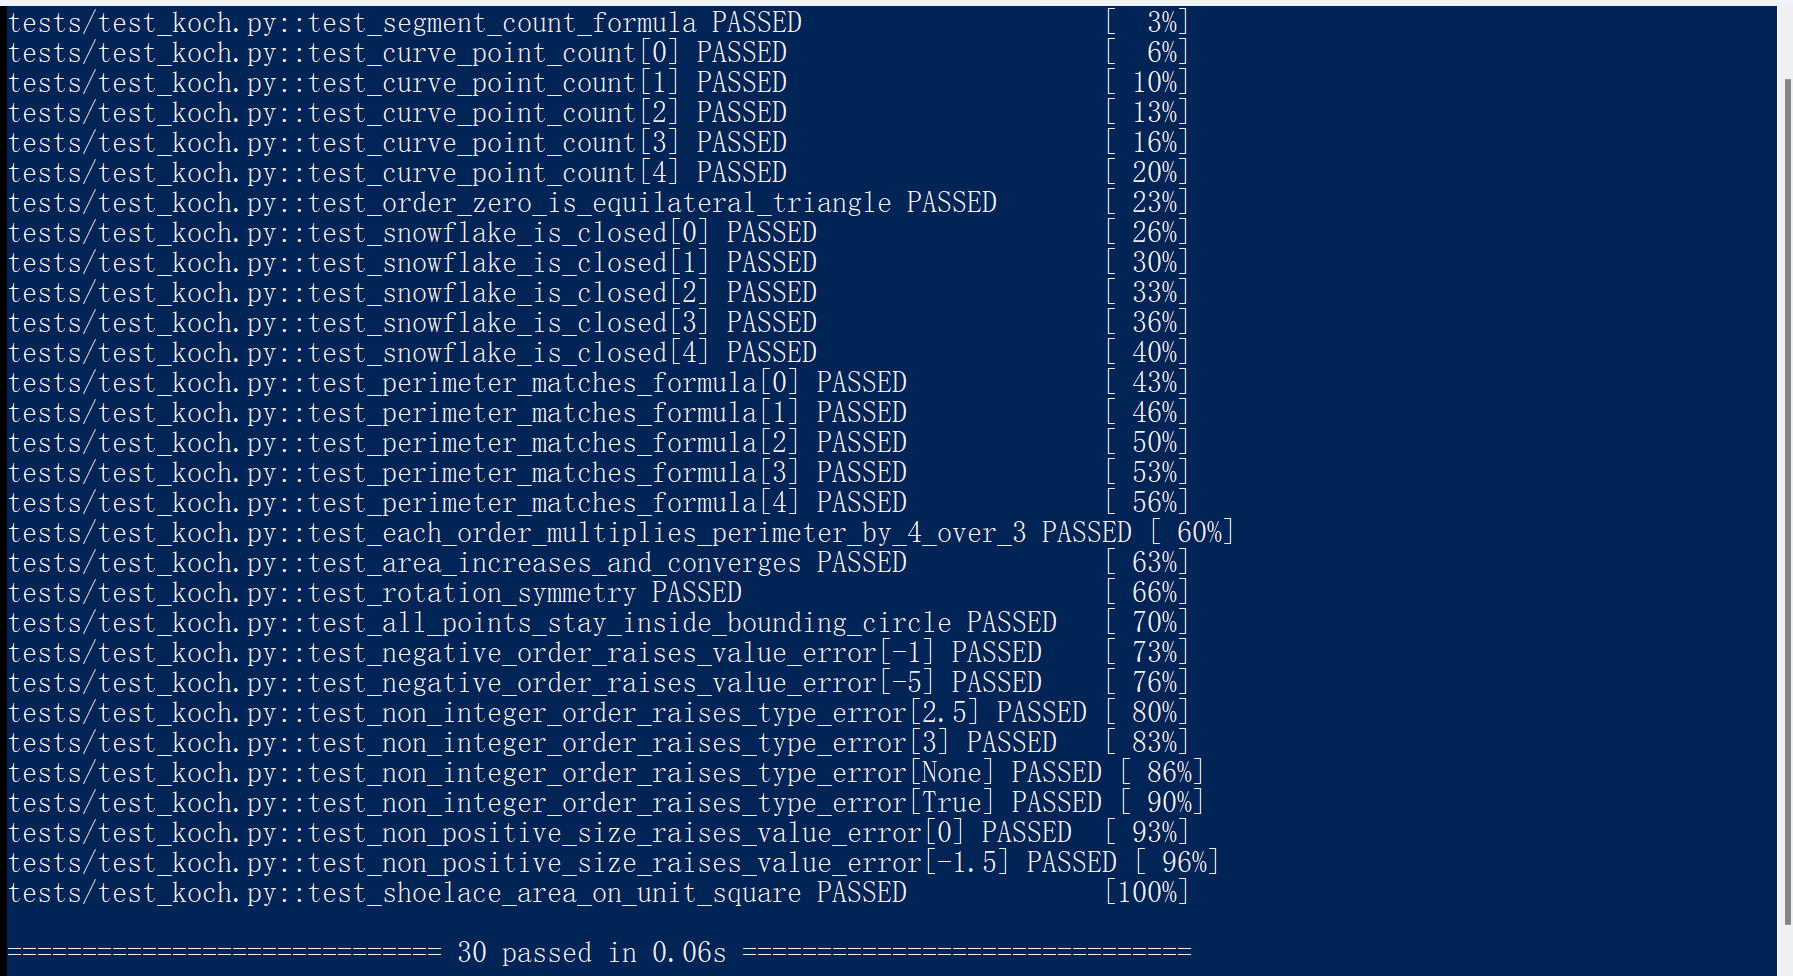 tests/test_koch.py::test_segment_count_formula PASSED [  3%]
tests/test_koch.py::test_curve_point_count[0] PASSED [  6%]
tests/test_koch.py::test_curve_point_count[1] PASSED [ 10%]
tests/test_koch.py::test_curve_point_count[2] PASSED [ 13%]
tests/test_koch.py::test_curve_point_count[3] PASSED [ 16%]
tests/test_koch.py::test_curve_point_count[4] PASSED [ 20%]
tests/test_koch.py::test_order_zero_is_equilateral_triangle PASSED [ 23%]
tests/test_koch.py::test_snowflake_is_closed[0] PASSED [ 26%]
tests/test_koch.py::test_snowflake_is_closed[1] PASSED [ 30%]
tests/test_koch.py::test_snowflake_is_closed[2] PASSED [ 33%]
tests/test_koch.py::test_snowflake_is_closed[3] PASSED [ 36%]
tests/test_koch.py::test_snowflake_is_closed[4] PASSED [ 40%]
tests/test_koch.py::test_perimeter_matches_formula[0] PASSED [ 43%]
tests/test_koch.py::test_perimeter_matches_formula[1] PASSED [ 46%]
tests/test_koch.py::test_perimeter_matches_formula[2] PASSED [ 50%]
tests/test_koch.py::test_perimeter_matches_formula[3] PASSED [ 53%]
tests/test_koch.py::test_perimeter_matches_formula[4] PASSED [ 56%]
tests/test_koch.py::test_each_order_multiplies_perimeter_by_4_over_3 PASSED [ 60%]
tests/test_koch.py::test_area_increases_and_converges PASSED [ 63%]
tests/test_koch.py::test_rotation_symmetry PASSED [ 66%]
tests/test_koch.py::test_all_points_stay_inside_bounding_circle PASSED [ 70%]
tests/test_koch.py::test_negative_order_raises_value_error[-1] PASSED [ 73%]
tests/test_koch.py::test_negative_order_raises_value_error[-5] PASSED [ 76%]
tests/test_koch.py::test_non_integer_order_raises_type_error[2.5] PASSED [ 80%]
tests/test_koch.py::test_non_integer_order_raises_type_error[3] PASSED [ 83%]
tests/test_koch.py::test_non_integer_order_raises_type_error[None] PASSED [ 86%]
tests/test_koch.py::test_non_integer_order_raises_type_error[True] PASSED [ 90%]
tests/test_koch.py::test_non_positive_size_raises_value_error[0] PASSED [ 93%]
tests/test_koch.py::test_non_positive_size_raises_value_error[-1.5] PASSED [ 96%]
tests/test_koch.py::test_shoelace_area_on_unit_square PASSED [100%]
============================= 30 passed in 0.06s ==============================